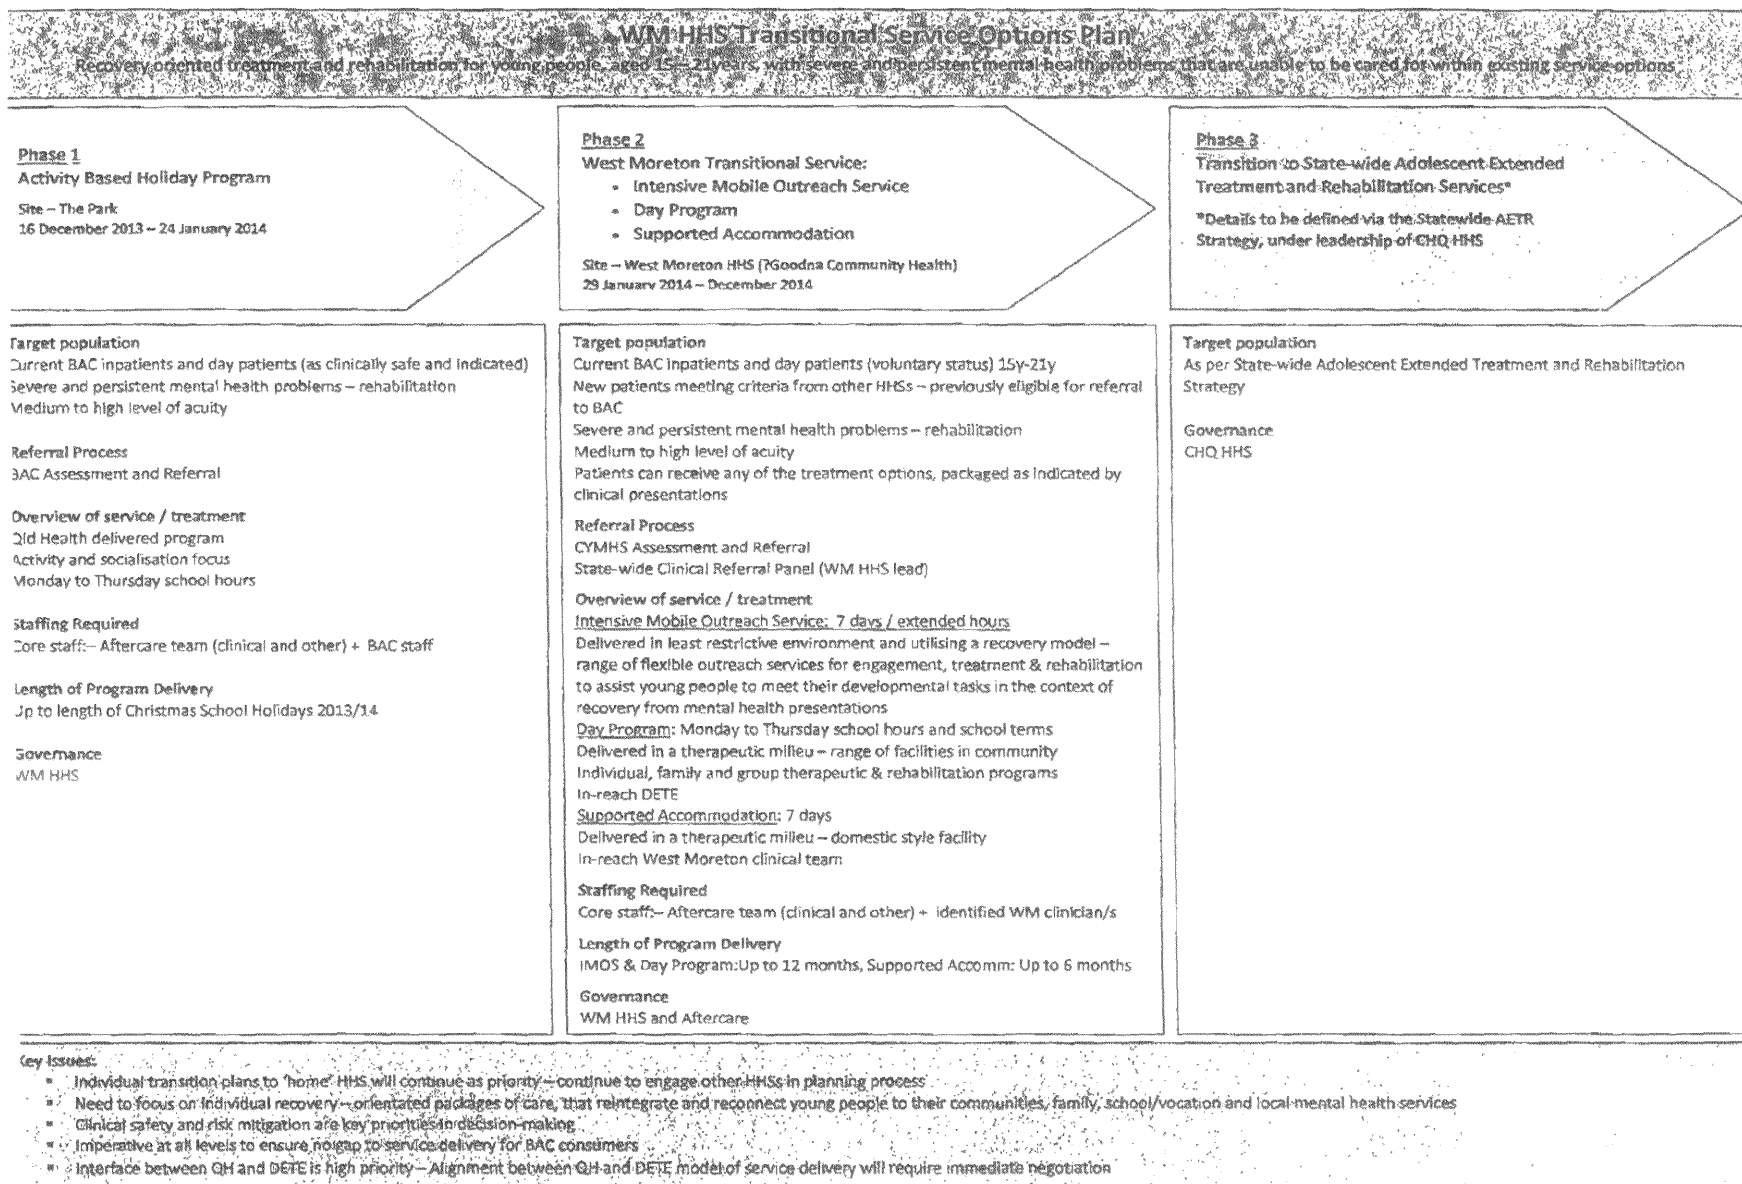 WM HHS Transitional Service Options Plan
Recovery oriented treatment and rehabilitation for young people, aged 15 – 21years, with severe and persistent mental health problems that are unable to be cared for within existing service options
Phase 1
Activity Based Holiday Program
Site – The Park
16 December 2013 – 24 January 2014
Phase 2
West Moreton Transitional Service:
• Intensive Mobile Outreach Service
• Day Program
• Supported Accommodation
Site – West Moreton HHS (?Goodna Community Health)
29 January 2014 – December 2014
Phase 3
Transition to State-wide Adolescent Extended
Treatment and Rehabilitation Services*
*Details to be defined via the Statewide AETR
Strategy, under leadership of CHQ HHS
Target population
Current BAC inpatients and day patients (as clinically safe and indicated)
Severe and persistent mental health problems – rehabilitation
Medium to high level of acuity
Referral Process
BAC Assessment and Referral
Overview of service / treatment
Qld Health delivered program
Activity and socialisation focus
Monday to Thursday school hours
Staffing Required
Core staff:– Aftercare team (clinical and other) + BAC staff
Length of Program Delivery
Up to length of Christmas School Holidays 2013/14
Governance
WM HHS
Target population
Current BAC inpatients and day patients (voluntary status) 15y-21y
New patients meeting criteria from other HHSs – previously eligible for referral
to BAC
Severe and persistent mental health problems – rehabilitation
Medium to high level of acuity
Patients can receive any of the treatment options, packaged as indicated by
clinical presentations
Referral Process
CYMHS Assessment and Referral
State-wide Clinical Referral Panel (WM HHS lead)
Overview of service / treatment
Intensive Mobile Outreach Service: 7 days / extended hours
Delivered in least restrictive environment and utilising a recovery model –
range of flexible outreach services for engagement, treatment & rehabilitation
to assist young people to meet their developmental tasks in the context of
recovery from mental health presentations
Day Program: Monday to Thursday school hours and school terms
Delivered in a therapeutic milieu – range of facilities in community
Individual, family and group therapeutic & rehabilitation programs
In-reach DETE
Supported Accommodation: 7 days
Delivered in a therapeutic milieu – domestic style facility
In-reach West Moreton clinical team
Staffing Required
Core staff:– Aftercare team (clinical and other) + identified WM clinician/s
Length of Program Delivery
IMOS & Day Program:Up to 12 months, Supported Accomm: Up to 6 months
Governance
WM HHS and Aftercare
Target population
As per State-wide Adolescent Extended Treatment and Rehabilitation
Strategy
Governance
CHQ HHS
Key Issues:
▪ Individual transition plans to 'home' HHS will continue as priority – continue to engage other HHSs in planning process
▪ Need to focus on individual recovery – orientated packages of care, that reintegrate and reconnect young people to their communities, family, school/vocation and local mental health services
▪ Clinical safety and risk mitigation are key priorities in decision-making
▪ Imperative at all levels to ensure no gap to service delivery for BAC consumers
▪ Interface between QH and DETE is high priority – Alignment between QH and DETE model of service delivery will require immediate negotiation